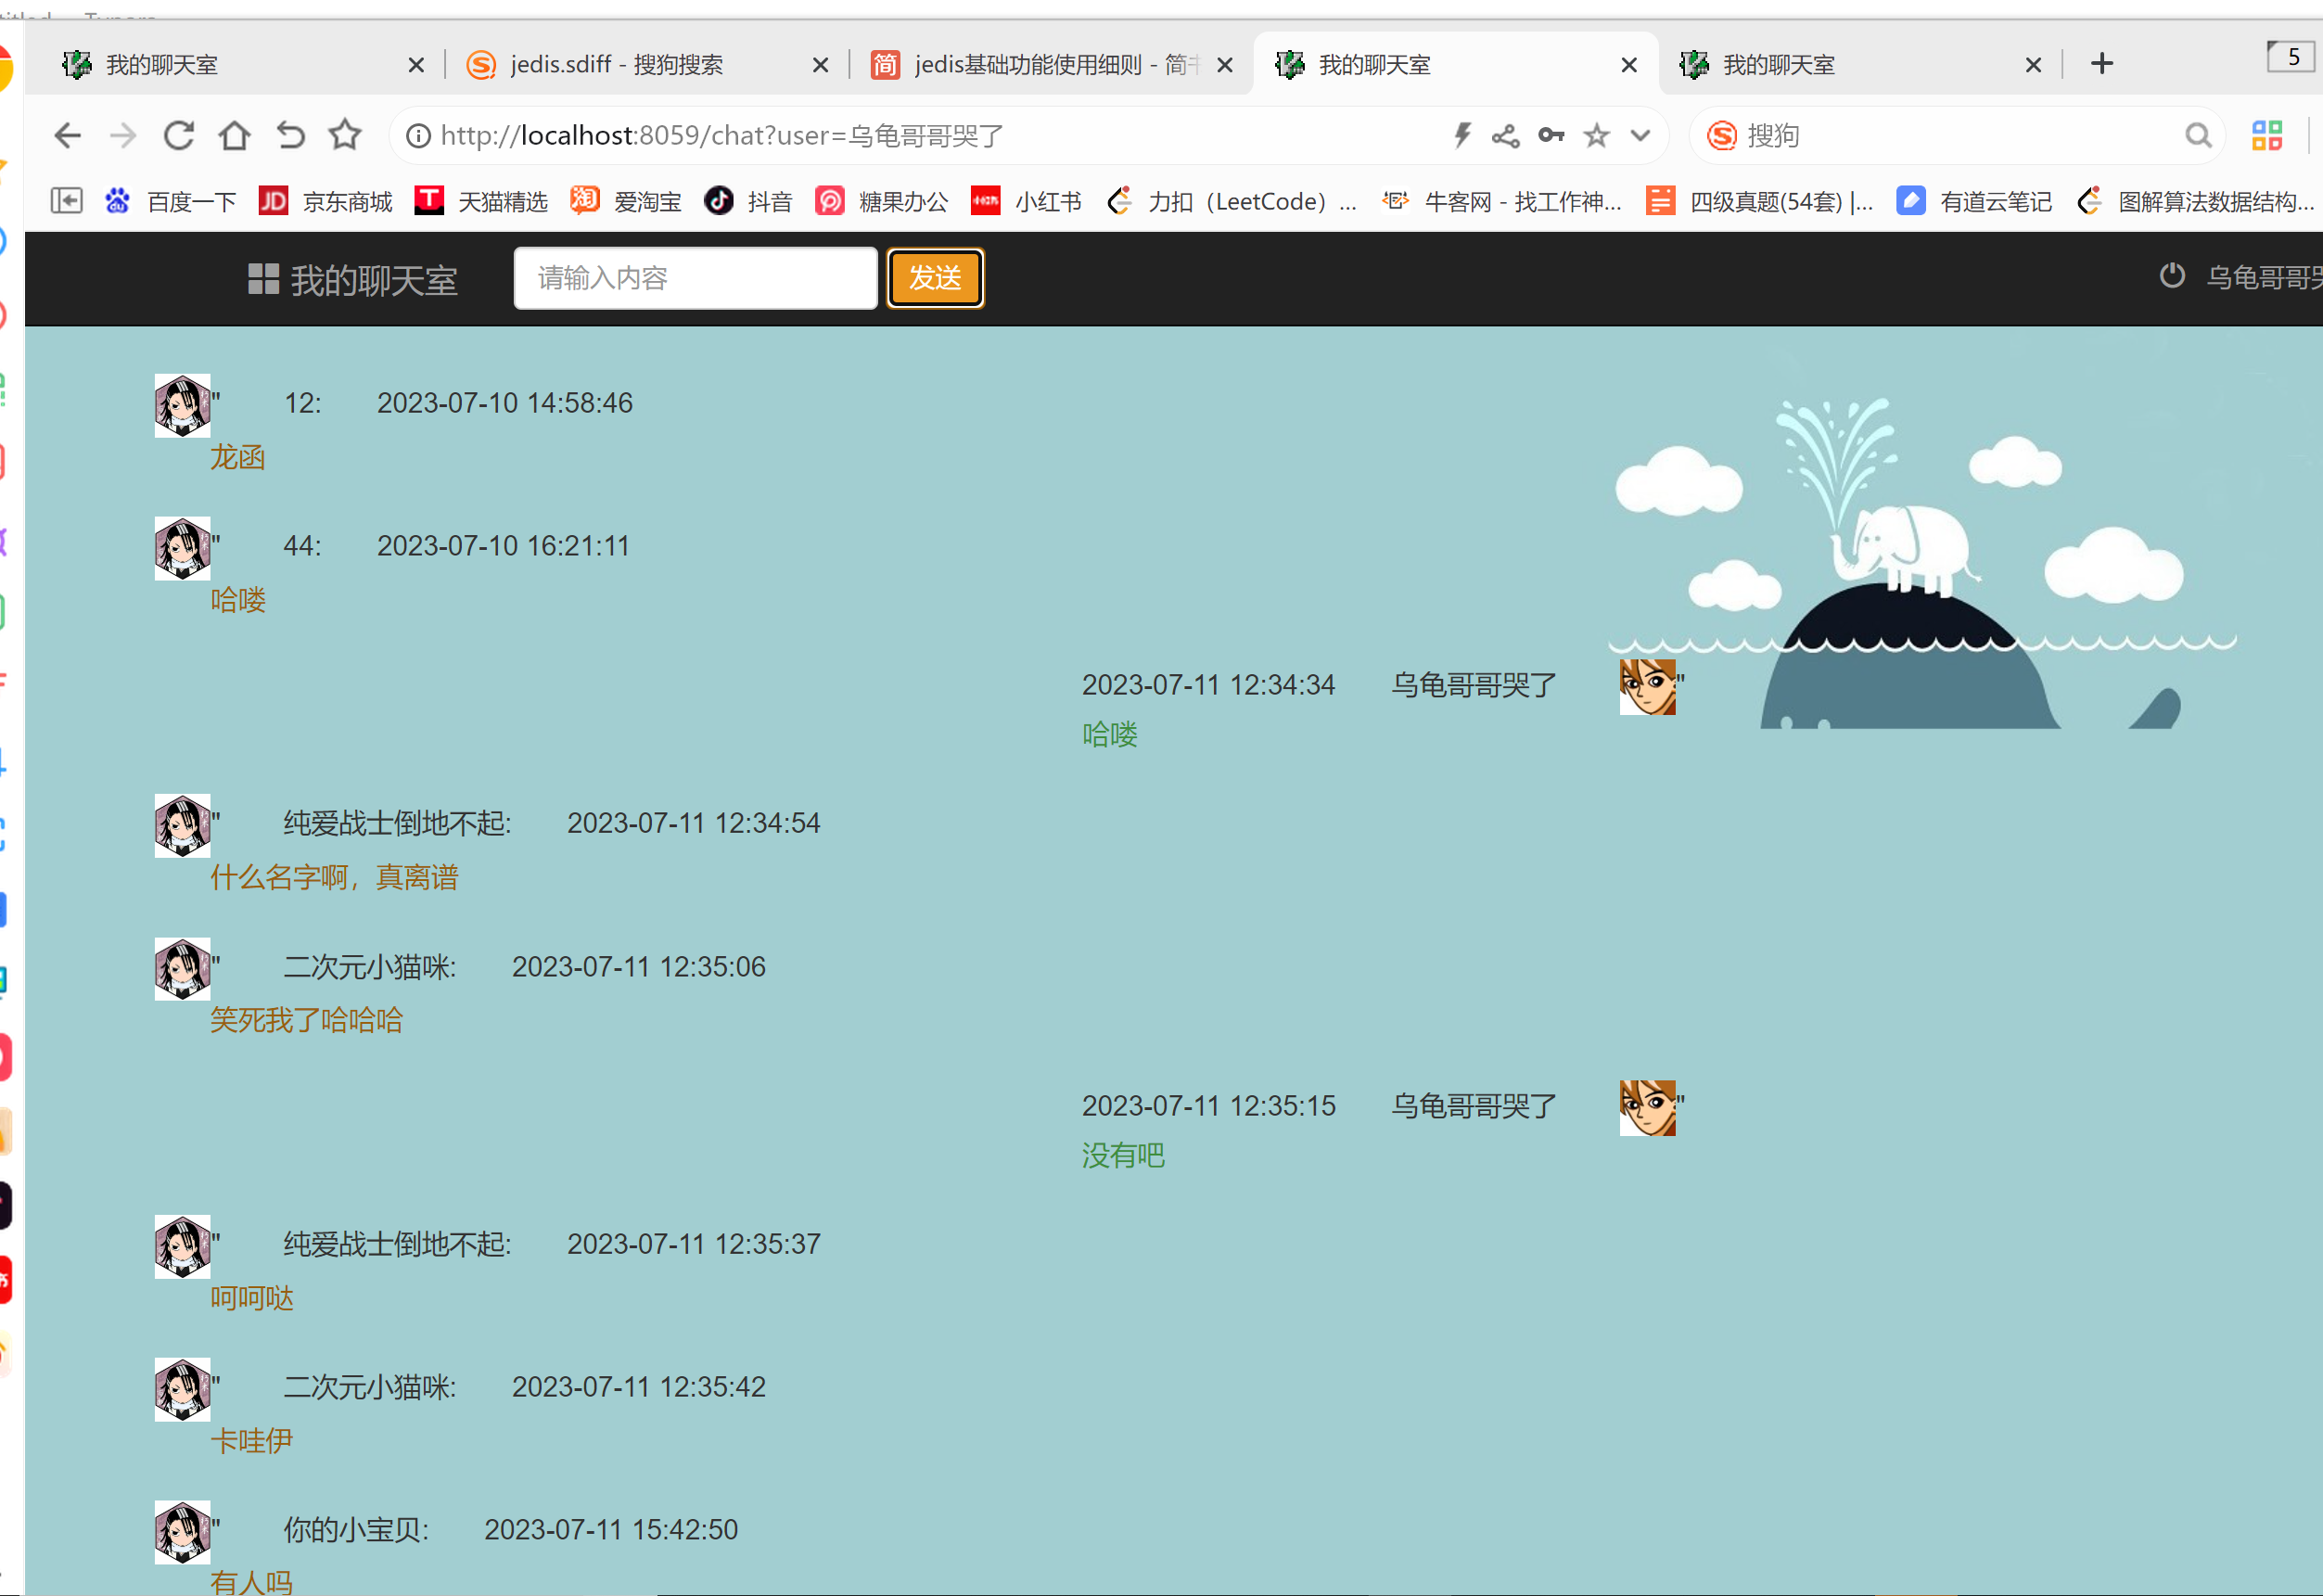 我的聊天室 jedis.sdiff - 搜狗搜索 jedis基础功能使用细则 - 简书 我的聊天室 我的聊天室 5
http://localhost:8059/chat?user=乌龟哥哥哭了 搜狗
百度一下 JD 京东商城 T 天猫精选 淘 爱淘宝 抖音 糖果办公 小红书 力扣（LeetCode）... 牛客网 - 找工作神... 四级真题(54套) |... 有道云笔记 图解算法数据结构...
我的聊天室 请输入内容 发送 乌龟哥哥哭
" 12: 2023-07-10 14:58:46
龙函
" 44: 2023-07-10 16:21:11
哈喽
2023-07-11 12:34:34 乌龟哥哥哭了 "
哈喽
" 纯爱战士倒地不起: 2023-07-11 12:34:54
什么名字啊，真离谱
" 二次元小猫咪: 2023-07-11 12:35:06
笑死我了哈哈哈
2023-07-11 12:35:15 乌龟哥哥哭了 "
没有吧
" 纯爱战士倒地不起: 2023-07-11 12:35:37
呵呵哒
" 二次元小猫咪: 2023-07-11 12:35:42
卡哇伊
" 你的小宝贝: 2023-07-11 15:42:50
有人吗